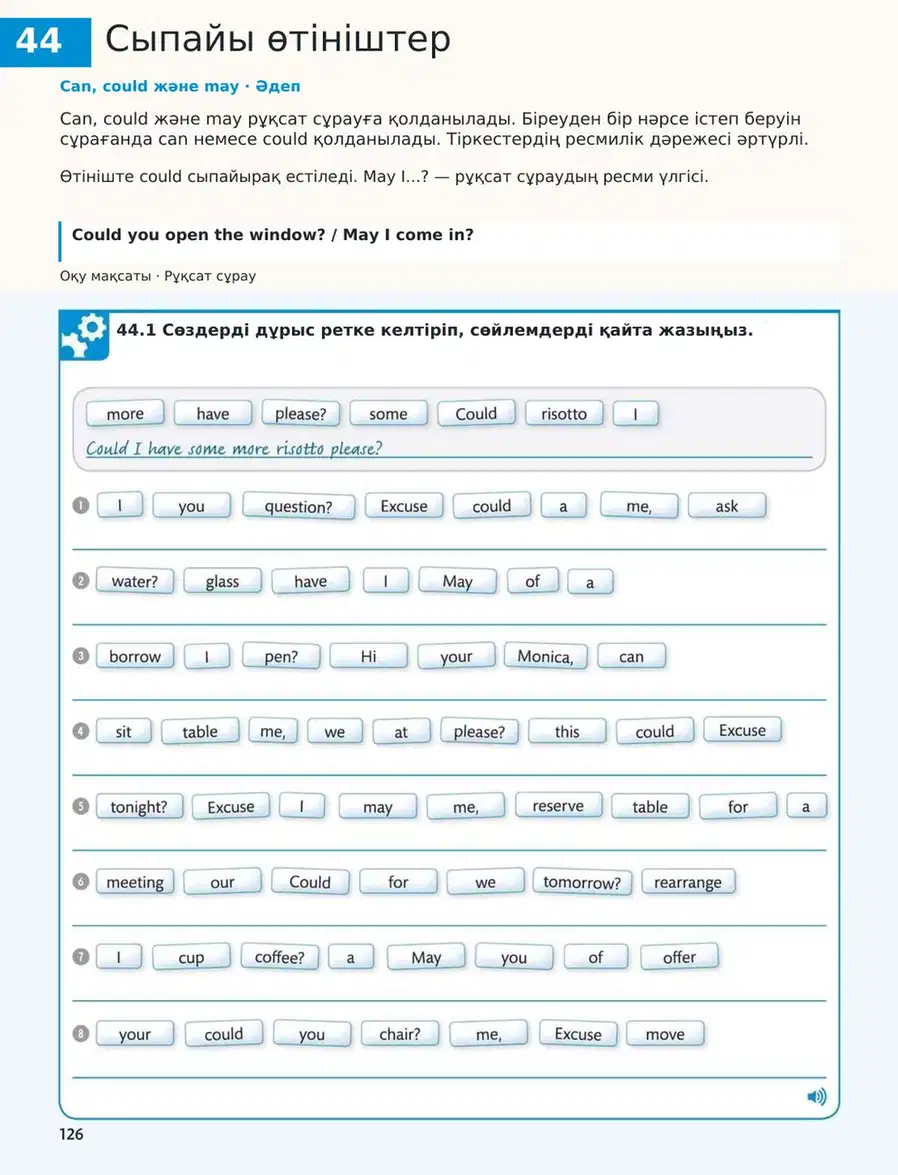 44
Сыпайы өтініштер
Can, could және may · Әдеп
Can, could және may рұқсат сұрауға қолданылады. Біреуден бір нәрсе істеп беруін
сұрағанда can немесе could қолданылады. Тіркестердің ресмилік дәрежесі әртүрлі.
Өтініште could сыпайырақ естіледі. May I...? — рұқсат сұраудың ресми үлгісі.
Could you open the window? / May I come in?
Оқу мақсаты · Рұқсат сұрау
44.1 Сөздерді дұрыс ретке келтіріп, сөйлемдерді қайта жазыңыз.
more have please? some Could risotto I
Could I have some more risotto please?
1 I you question? Excuse could a me, ask
2 water? glass have I May of a
3 borrow I pen? Hi your Monica, can
4 sit table me, we at please? this could Excuse
5 tonight? Excuse I may me, reserve table for a
6 meeting our Could for we tomorrow? rearrange
7 I cup coffee? a May you of offer
8 your could you chair? me, Excuse move
126